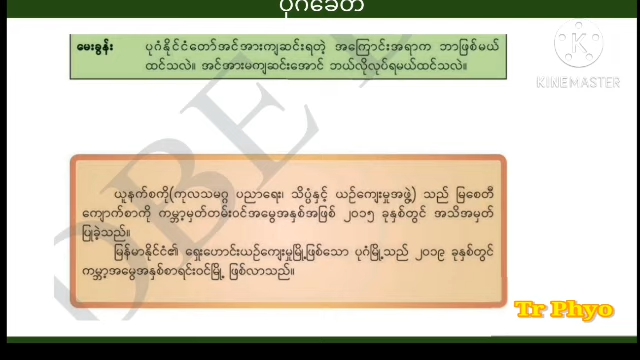 ပုဂံခေတ်
KINEMASTER
မေးခွန်း ပုဂံနိုင်ငံတော်အင်အားကျဆင်းရတဲ့ အကြောင်းအရာက ဘာဖြစ်မယ်
ထင်သလဲ။ အင်အားမကျဆင်းအောင် ဘယ်လိုလုပ်ရမယ်ထင်သလဲ။
ယူနက်စကို(ကုလသမဂ္ဂ ပညာရေး၊ သိပ္ပံနှင့် ယဉ်ကျေးမှုအဖွဲ့) သည် မြစေတီ
ကျောက်စာကို ကမ္ဘာ့မှတ်တမ်းဝင်အမွေအနှစ်အဖြစ် ၂၀၁၅ ခုနှစ်တွင် အသိအမှတ်
ပြုခဲ့သည်။
မြန်မာနိုင်ငံ၏ ရှေးဟောင်းယဉ်ကျေးမှုမြို့ဖြစ်သော ပုဂံမြို့သည် ၂၀၁၉ ခုနှစ်တွင်
ကမ္ဘာ့အမွေအနှစ်စာရင်းဝင်မြို့ ဖြစ်လာသည်။
Tr Phyo